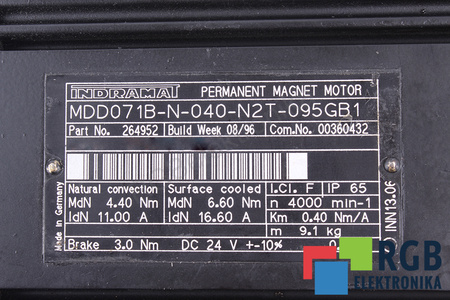 INDRAMAT PERMANENT MAGNET MOTOR
MDD071B-N-040-N2T-095GB1
Part No. 264952 Build Week 08/96 Com.No. 00360432
Natural convection Surface cooled I.Cl. F IP 65
MdN 4.40 Nm MdN 6.60 Nm n 4000 min-1
IdN 11.00 A IdN 16.60 A Km 0.40 Nm/A
m 9.1 kg
Brake 3.0 Nm DC 24 V +-10%
Made in Germany
INN13.06
RGB
ELEKTRONIKA